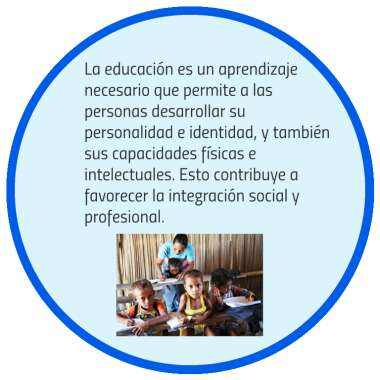 La educación es un aprendizaje
necesario que permite a las
personas desarrollar su
personalidad e identidad, y también
sus capacidades físicas e
intelectuales. Esto contribuye a
favorecer la integración social y
profesional.